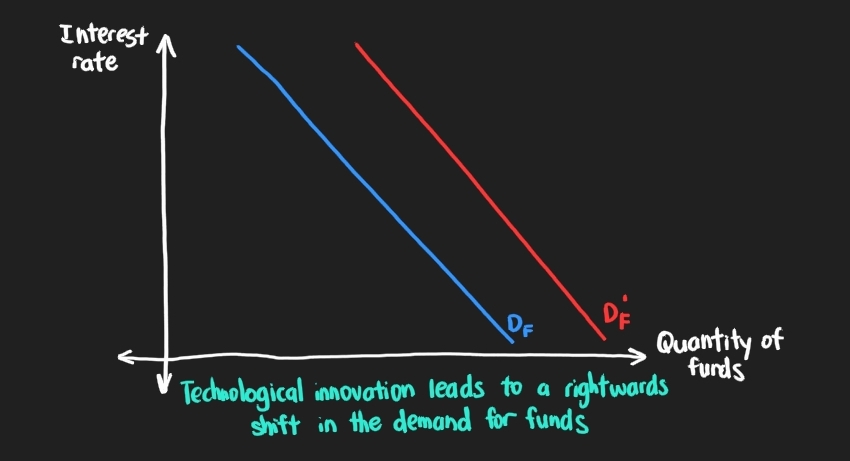 Interest
rate
D_F
D_F'
Quantity of
funds
Technological innovation leads to a rightwards
shift in the demand for funds